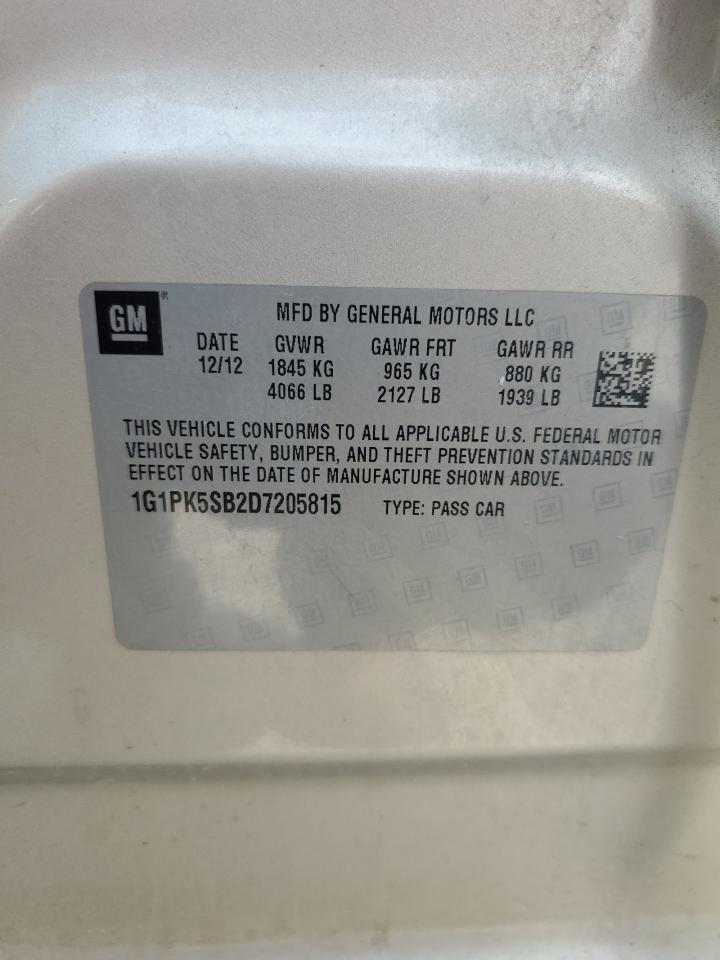 GM
MFD BY GENERAL MOTORS LLC
DATE GVWR GAWR FRT GAWR RR
12/12 1845 KG 965 KG 880 KG
4066 LB 2127 LB 1939 LB
THIS VEHICLE CONFORMS TO ALL APPLICABLE U.S. FEDERAL MOTOR
VEHICLE SAFETY, BUMPER, AND THEFT PREVENTION STANDARDS IN
EFFECT ON THE DATE OF MANUFACTURE SHOWN ABOVE.
1G1PK5SB2D7205815 TYPE: PASS CAR